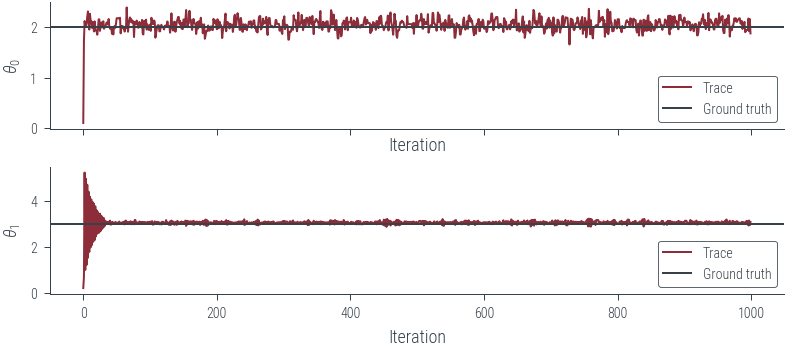 2
1
0
θ0
Trace
Ground truth
Iteration
4
2
0
θ1
Trace
Ground truth
0 200 400 600 800 1000
Iteration